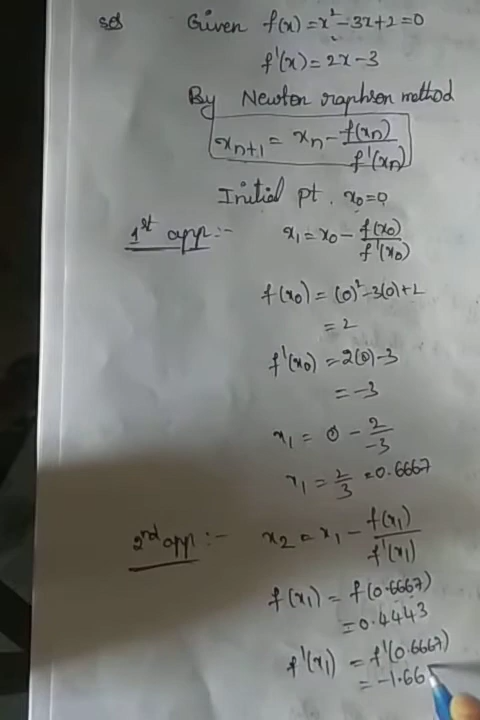 sol Given f(x) = x² - 3x + 2 = 0
f'(x) = 2x - 3
By Newton raphson method
xₙ₊₁ = xₙ - f(xₙ)/f'(xₙ)
Initial pt. x₀ = 0
1st app :- x₁ = x₀ - f(x₀)/f'(x₀)
f(x₀) = (0)² - 3(0) + 2
= 2
f'(x₀) = 2(0) - 3
= -3
x₁ = 0 - 2/-3
x₁ = 2/3 = 0.6667
2nd app :- x₂ = x₁ - f(x₁)/f'(x₁)
f(x₁) = f(0.6667)
= 0.4443
f'(x₁) = f'(0.6667)
= -1.66